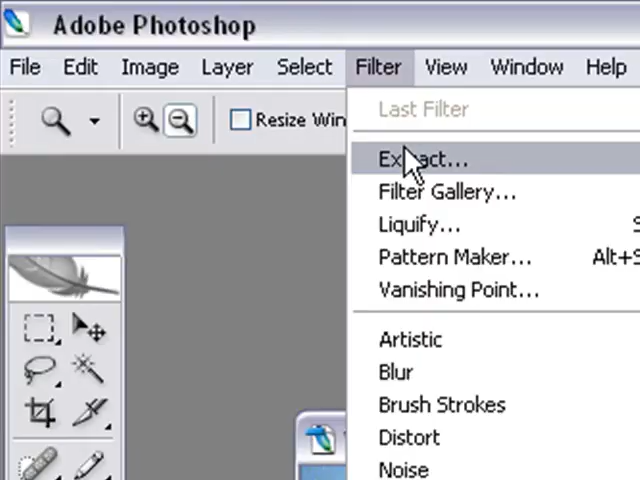 Adobe Photoshop
File Edit Image Layer Select Filter View Window Help
Resize Win
Last Filter
Extract...
Filter Gallery...
Liquify...
Pattern Maker... Alt+S
Vanishing Point...
Artistic
Blur
Brush Strokes
Distort
Noise